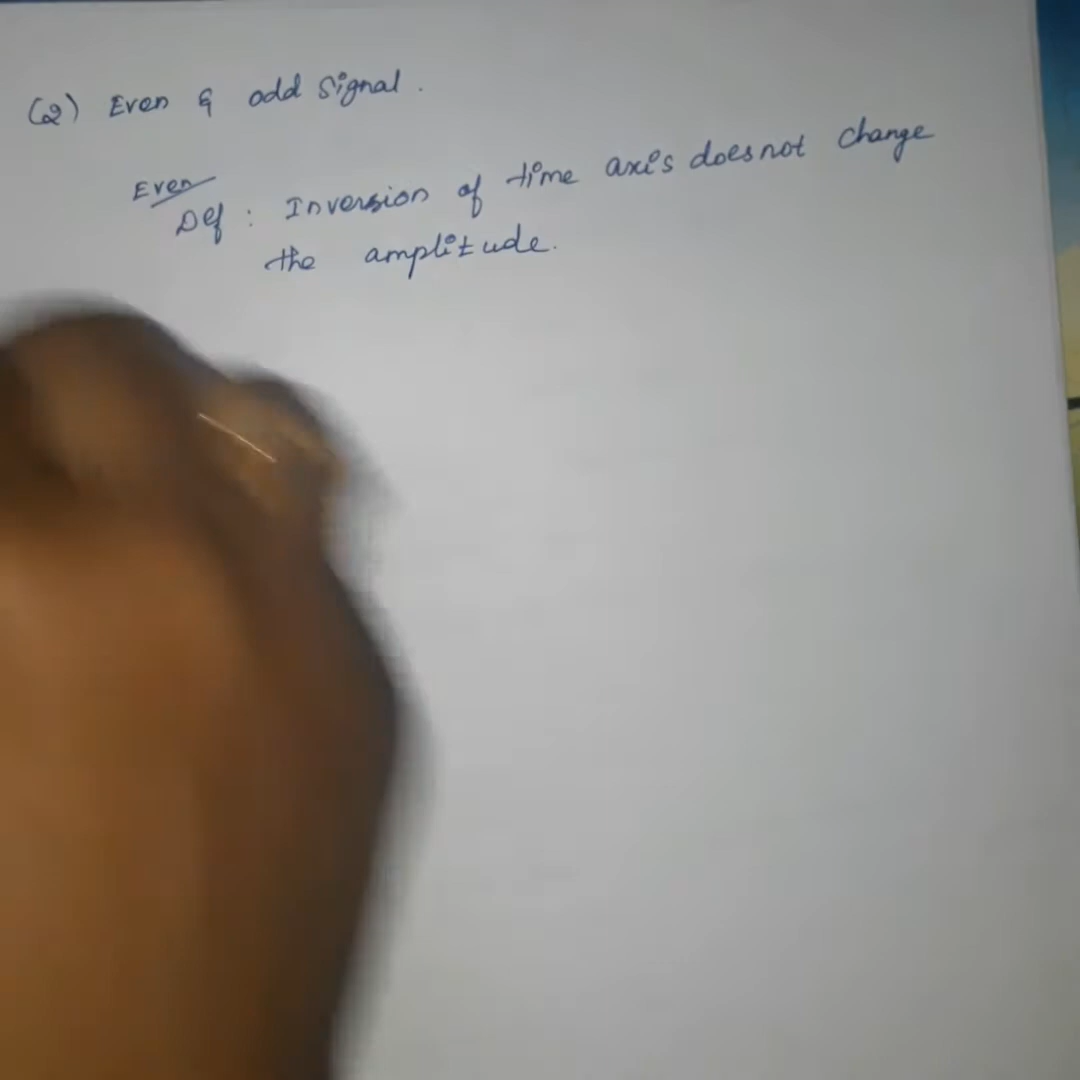 (2) Even & odd Signal.
Even
Def : Inversion of time axis does not change
the amplitude.